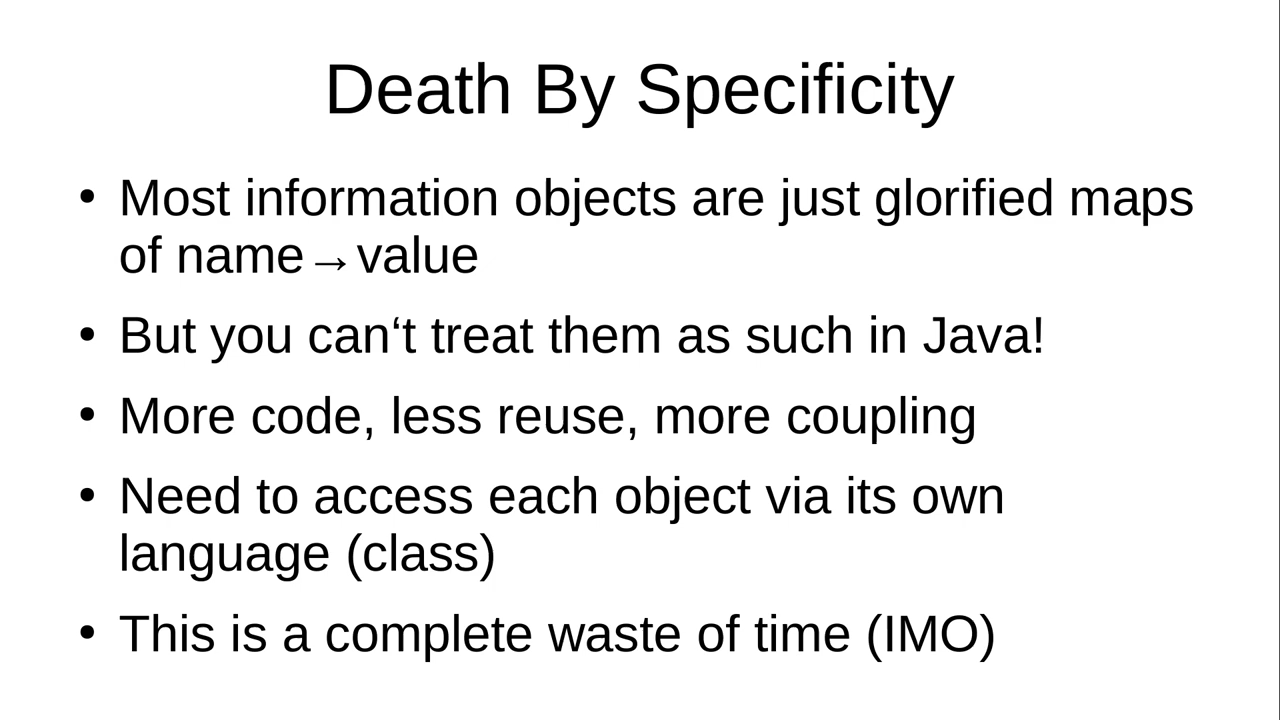 Death By Specificity
• Most information objects are just glorified maps
of name→value
• But you can‘t treat them as such in Java!
• More code, less reuse, more coupling
• Need to access each object via its own
language (class)
• This is a complete waste of time (IMO)